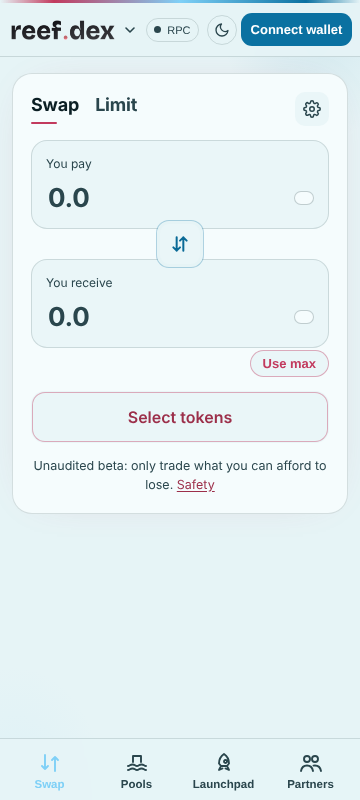 reef.dex RPC Connect wallet
Swap Limit
You pay
0.0
You receive
0.0
Use max
Select tokens
Unaudited beta: only trade what you can afford to
lose. Safety
Swap Pools Launchpad Partners